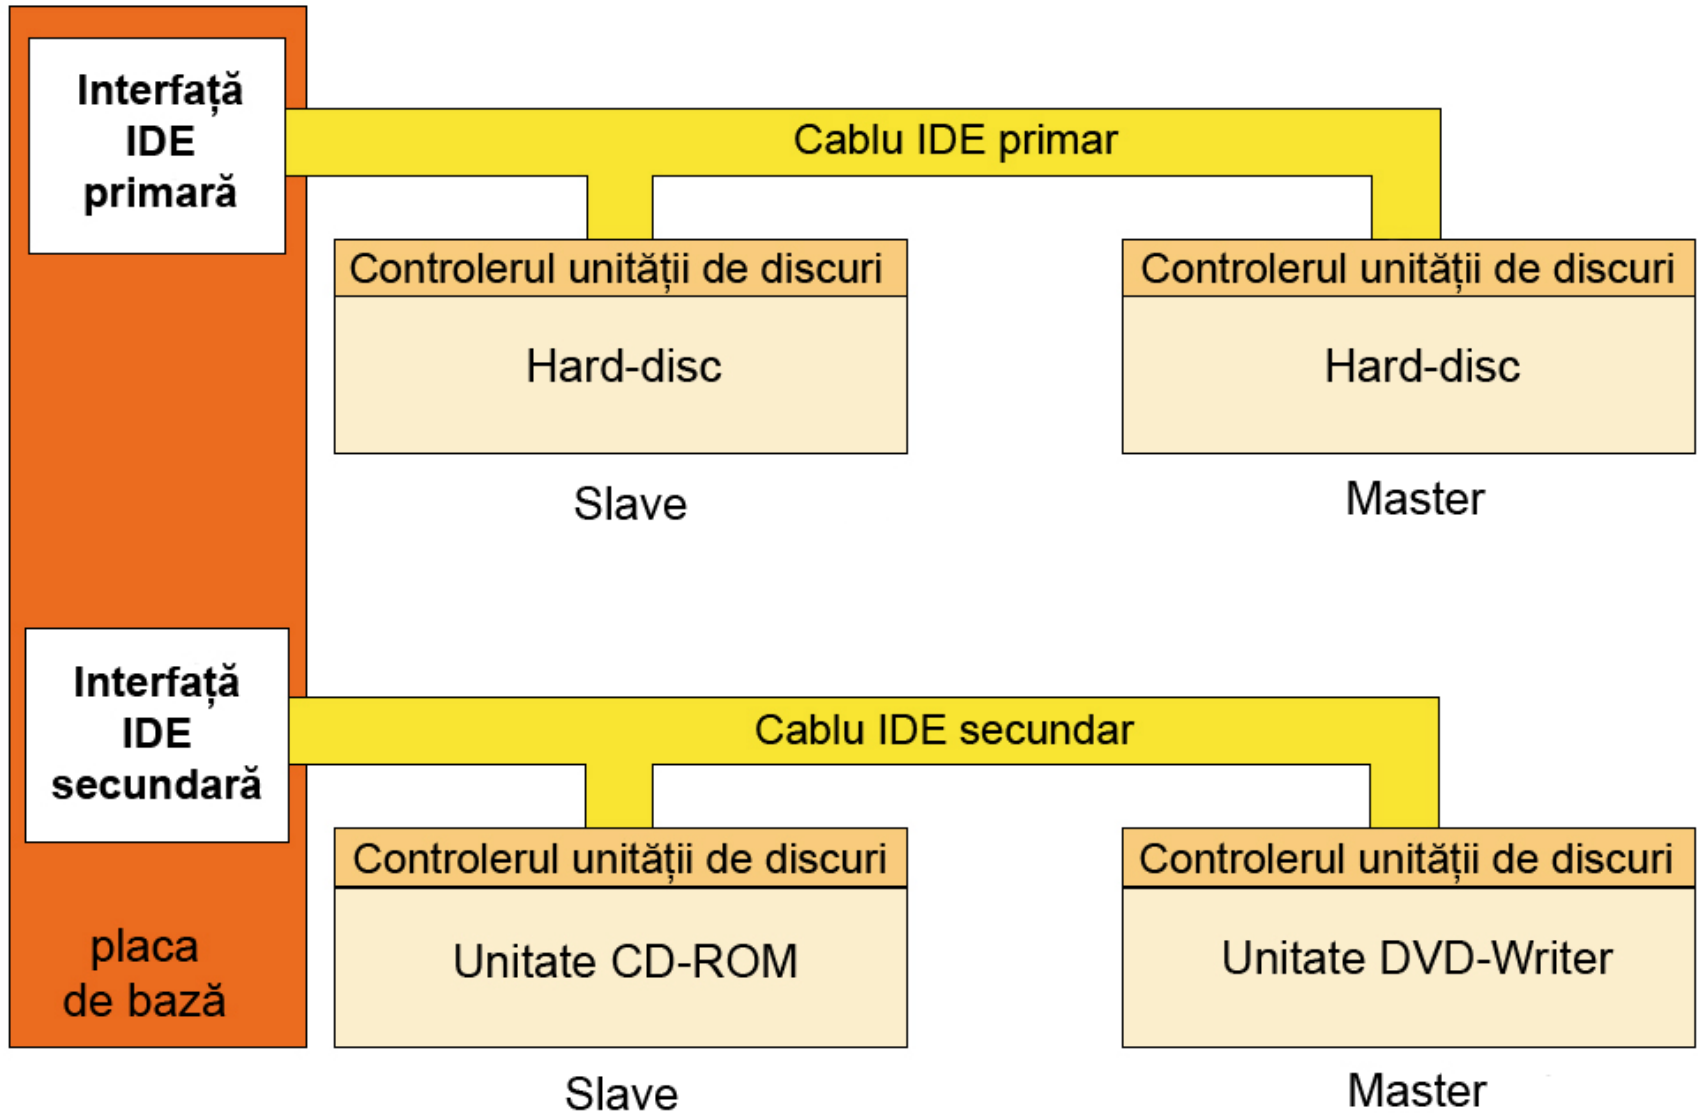 Interfață
IDE
primară
Cablu IDE primar
Controlerul unității de discuri
Hard-disc
Slave
Controlerul unității de discuri
Hard-disc
Master
Interfață
IDE
secundară
Cablu IDE secundar
Controlerul unității de discuri
Unitate CD-ROM
Slave
Controlerul unității de discuri
Unitate DVD-Writer
Master
placa
de bază